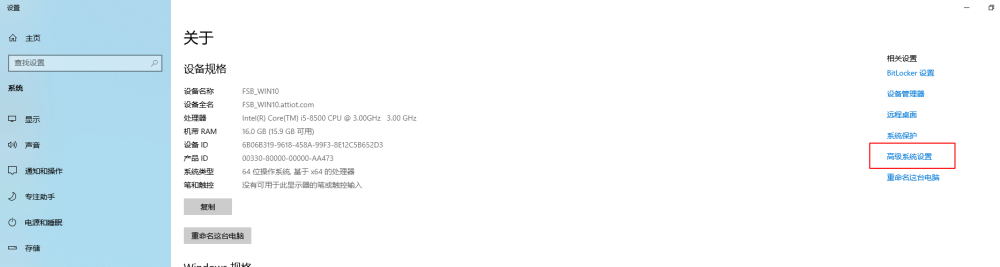 设置
主页
查找设置
系统
显示
声音
通知和操作
专注助手
电源和睡眠
存储
关于
设备规格
设备名称 FSB_WIN10
设备全名 FSB_WIN10.attiot.com
处理器 Intel(R) Core(TM) i5-8500 CPU @ 3.00GHz 3.00 GHz
机带 RAM 16.0 GB (15.9 GB 可用)
设备 ID 6B06B319-9618-458A-99F3-8E12C5B652D3
产品 ID 00330-80000-00000-AA473
系统类型 64 位操作系统, 基于 x64 的处理器
笔和触控 没有可用于此显示器的笔或触控输入
复制
重命名这台电脑
Windows 规格
相关设置
BitLocker 设置
设备管理器
远程桌面
系统保护
高级系统设置
重命名这台电脑